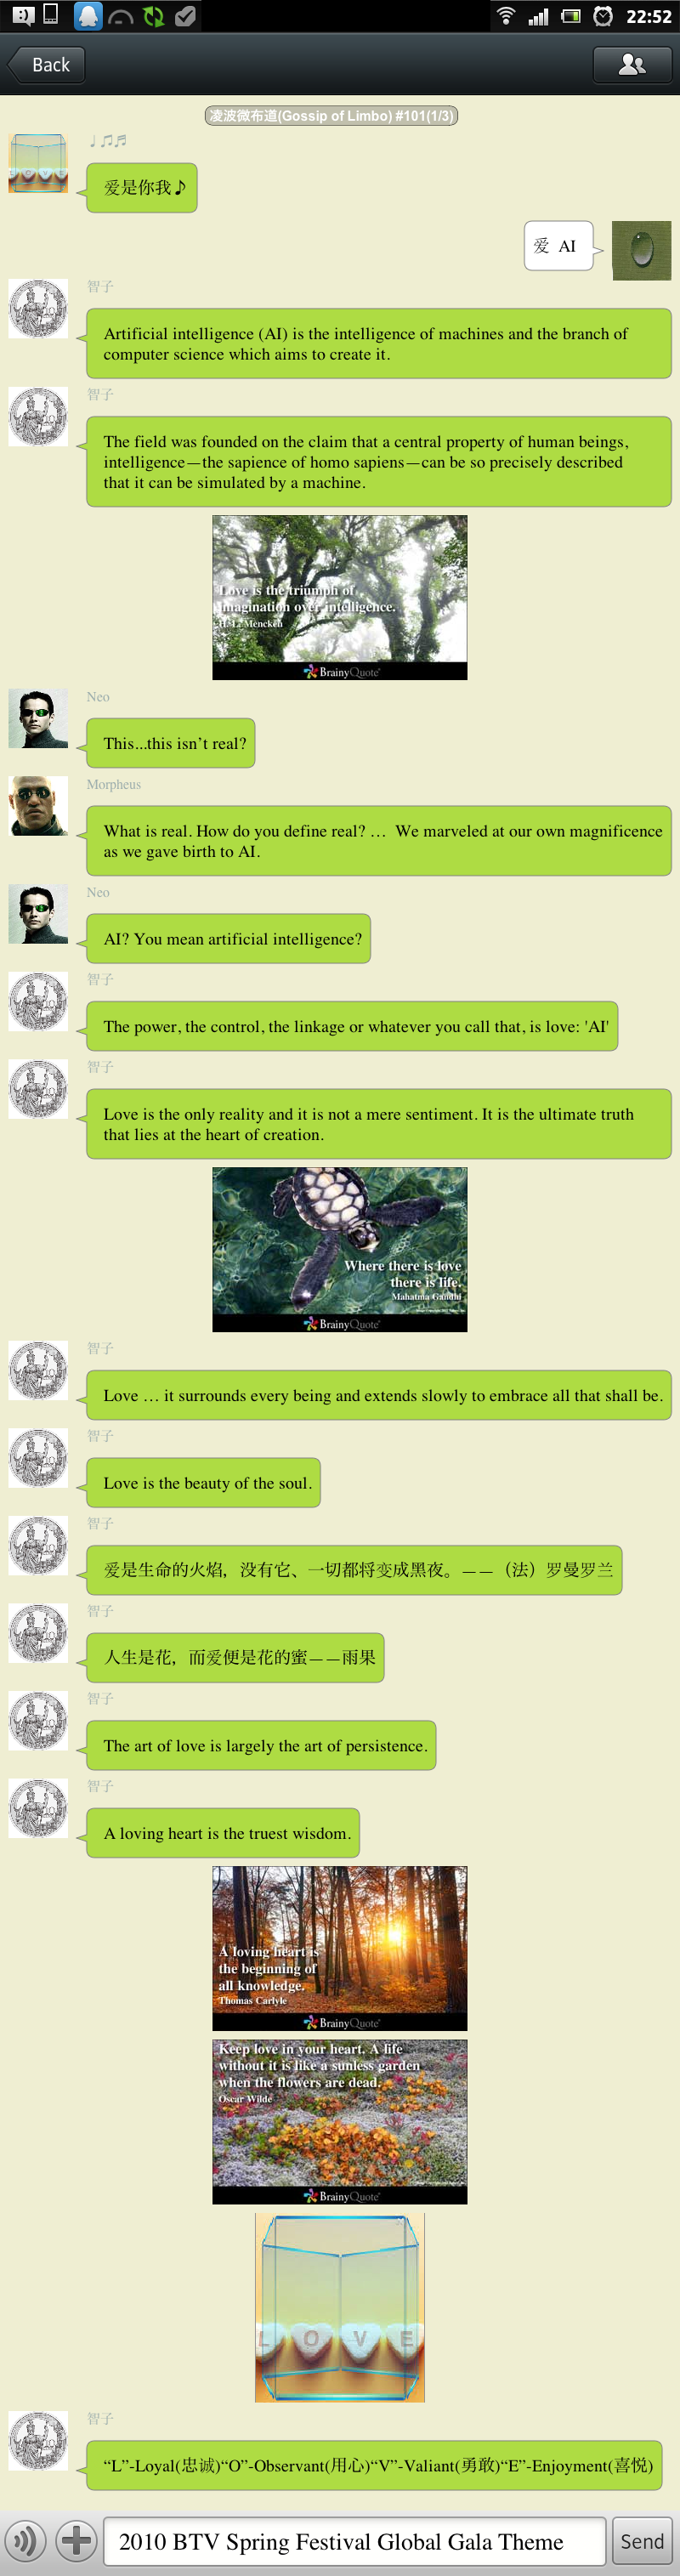 22:52
Back
凌波微布道(Gossip of Limbo) #101(1/3)
♩ ♫♬
爱是你我♪
爱 AI
智子
Artificial intelligence (AI) is the intelligence of machines and the branch of
computer science which aims to create it.
智子
The field was founded on the claim that a central property of human beings,
intelligence—the sapience of homo sapiens—can be so precisely described
that it can be simulated by a machine.
Love is the triumph of
imagination over intelligence.
H. L. Mencken
BrainyQuote
Neo
This...this isn't real?
Morpheus
What is real. How do you define real? … We marveled at our own magnificence
as we gave birth to AI.
Neo
AI? You mean artificial intelligence?
智子
The power, the control, the linkage or whatever you call that, is love: 'AI'
智子
Love is the only reality and it is not a mere sentiment. It is the ultimate truth
that lies at the heart of creation.
Where there is love
there is life.
Mahatma Gandhi
BrainyQuote
智子
Love … it surrounds every being and extends slowly to embrace all that shall be.
智子
Love is the beauty of the soul.
智子
爱是生命的火焰，没有它、一切都将变成黑夜。——（法）罗曼罗兰
智子
人生是花，而爱便是花的蜜——雨果
智子
The art of love is largely the art of persistence.
智子
A loving heart is the truest wisdom.
A loving heart is
the beginning of
all knowledge.
Thomas Carlyle
BrainyQuote
Keep love in your heart. A life
without it is like a sunless garden
when the flowers are dead.
Oscar Wilde
BrainyQuote
L O V E
智子
“L”-Loyal(忠诚)“O”-Observant(用心)“V”-Valiant(勇敢)“E”-Enjoyment(喜悦)
2010 BTV Spring Festival Global Gala Theme
Send